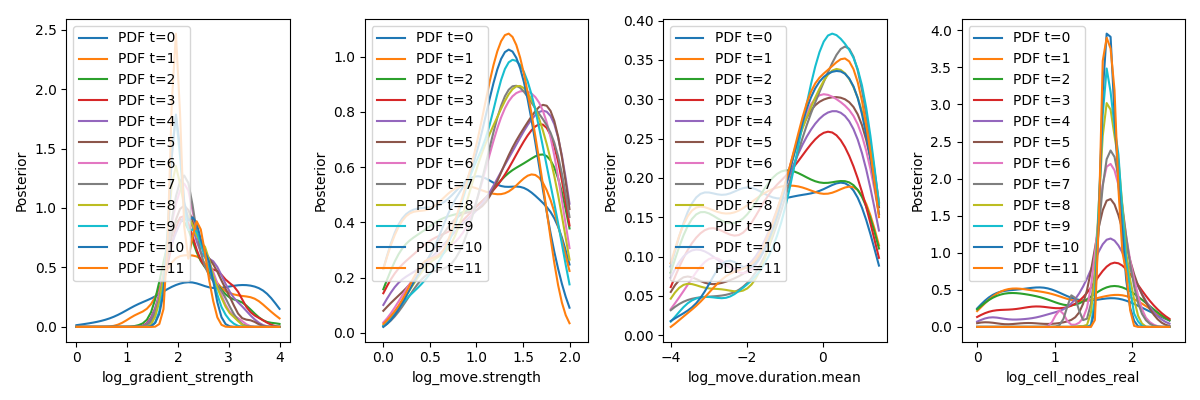 2.5
2.0
1.5
1.0
0.5
0.0
Posterior
PDF t=0
PDF t=1
PDF t=2
PDF t=3
PDF t=4
PDF t=5
PDF t=6
PDF t=7
PDF t=8
PDF t=9
PDF t=10
PDF t=11
0 1 2 3 4
log_gradient_strength
1.0
0.8
0.6
0.4
0.2
0.0
Posterior
PDF t=0
PDF t=1
PDF t=2
PDF t=3
PDF t=4
PDF t=5
PDF t=6
PDF t=7
PDF t=8
PDF t=9
PDF t=10
PDF t=11
0.0 0.5 1.0 1.5 2.0
log_move.strength
0.40
0.35
0.30
0.25
0.20
0.15
0.10
0.05
0.00
Posterior
PDF t=0
PDF t=1
PDF t=2
PDF t=3
PDF t=4
PDF t=5
PDF t=6
PDF t=7
PDF t=8
PDF t=9
PDF t=10
PDF t=11
−4 −2 0
log_move.duration.mean
4.0
3.5
3.0
2.5
2.0
1.5
1.0
0.5
0.0
Posterior
PDF t=0
PDF t=1
PDF t=2
PDF t=3
PDF t=4
PDF t=5
PDF t=6
PDF t=7
PDF t=8
PDF t=9
PDF t=10
PDF t=11
0 1 2
log_cell_nodes_real